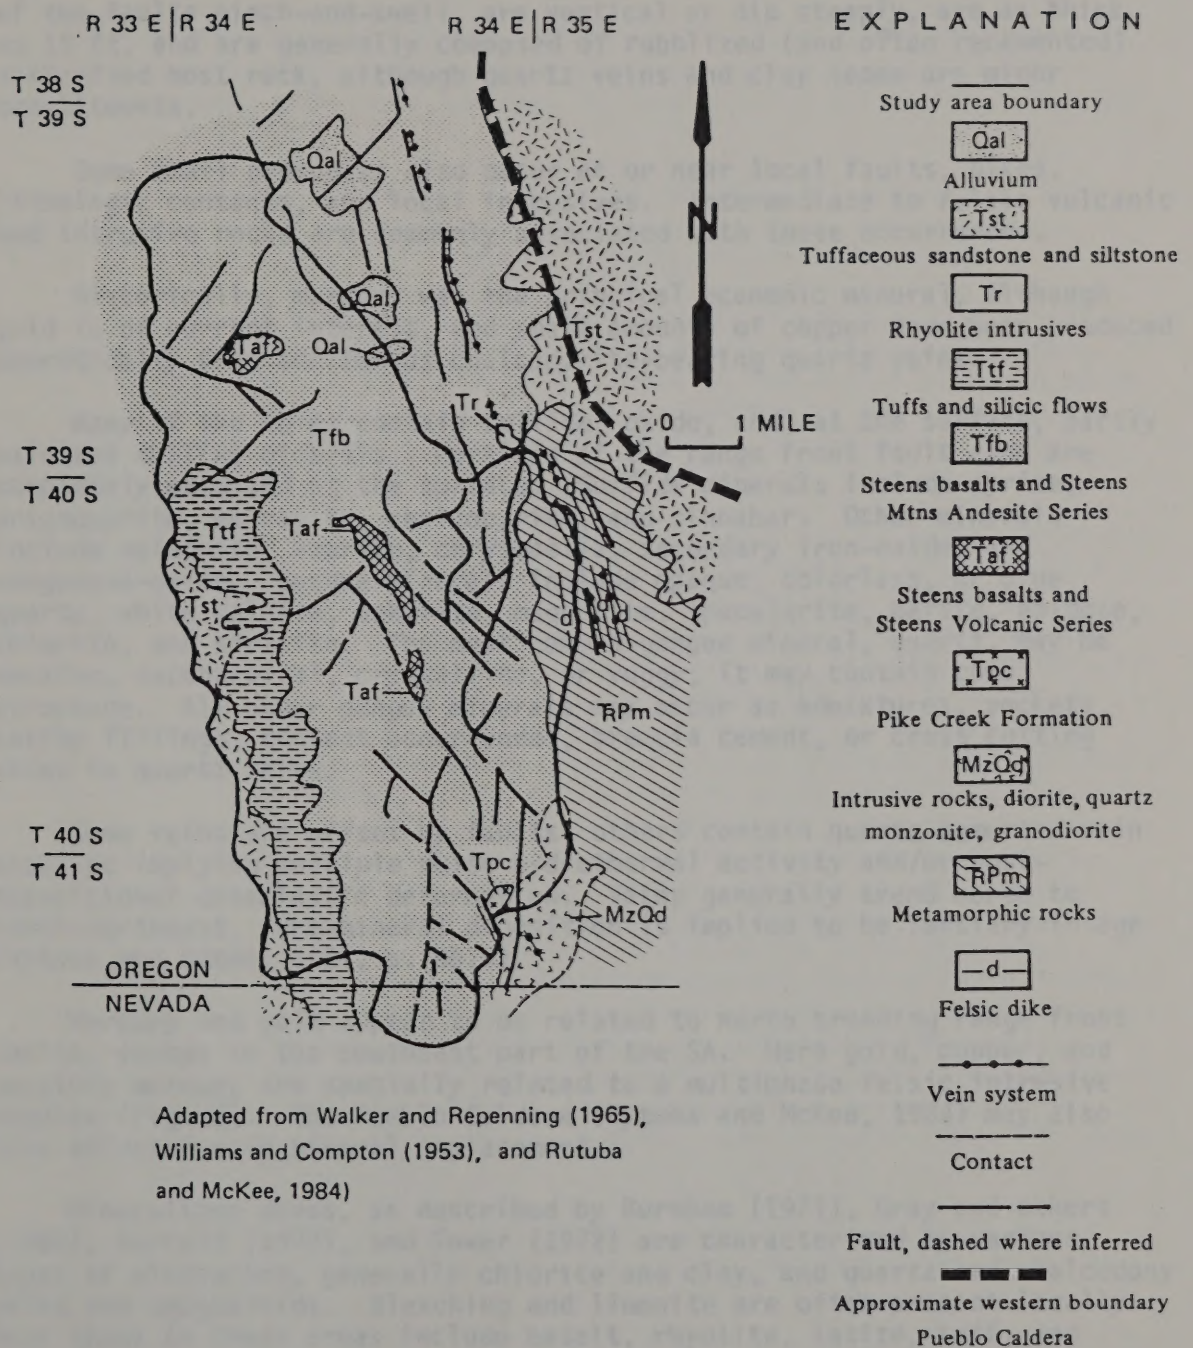 R 33 E | R 34 E
R 34 E | R 35 E
T 38 S
T 39 S
Qal
Qal
Taf
Qal
Tst
Tr
0 1 MILE
N
Tfb
T 39 S
T 40 S
d
Ttf
Taf
Tst
d
d
d
Taf
TRPm
T 40 S
T 41 S
Tpc
MzQd
OREGON
NEVADA
Adapted from Walker and Repenning (1965),
Williams and Compton (1953), and Rutuba
and McKee, 1984)
EXPLANATION
Study area boundary
Qal
Alluvium
Tst
Tuffaceous sandstone and siltstone
Tr
Rhyolite intrusives
Ttf
Tuffs and silicic flows
Tfb
Steens basalts and Steens
Mtns Andesite Series
Taf
Steens basalts and
Steens Volcanic Series
Tpc
Pike Creek Formation
MzQd
Intrusive rocks, diorite, quartz
monzonite, granodiorite
TRPm
Metamorphic rocks
d
Felsic dike
Vein system
Contact
Fault, dashed where inferred
Approximate western boundary
Pueblo Caldera